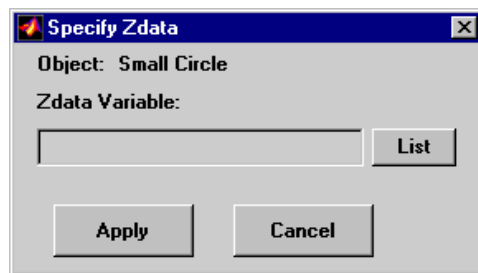 Specify Zdata
Object: Small Circle
Zdata Variable:
List
Apply Cancel